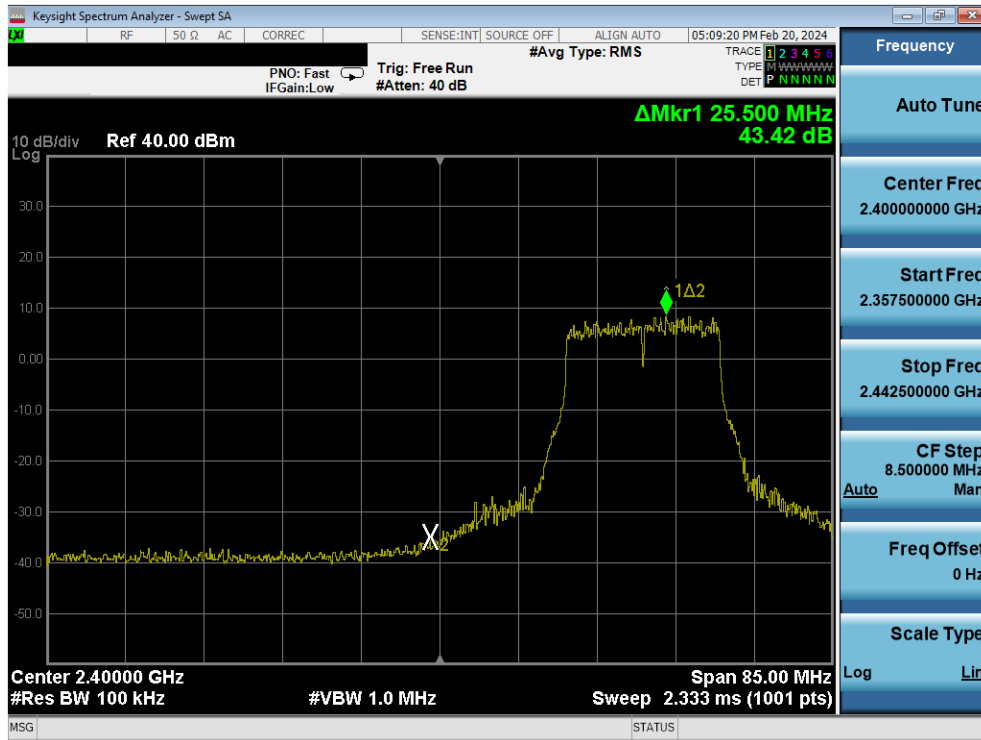 Keysight Spectrum Analyzer - Swept SA
LXI RF 50 Ω AC CORREC SENSE:INT SOURCE OFF ALIGN AUTO 05:09:20 PM Feb 20, 2024
#Avg Type: RMS
TRACE 1 2 3 4 5 6
PNO: Fast Trig: Free Run TYPE M WWWWW
IFGain:Low #Atten: 40 dB DET P N N N N N
ΔMkr1 25.500 MHz
43.42 dB
10 dB/div Ref 40.00 dBm
Log
30.0
20.0
1Δ2
10.0
0.00
-10.0
-20.0
-30.0
X2
-40.0
-50.0
Center 2.40000 GHz Span 85.00 MHz
#Res BW 100 kHz #VBW 1.0 MHz Sweep 2.333 ms (1001 pts)
MSG STATUS
Frequency
Auto Tune
Center Freq
2.400000000 GHz
Start Freq
2.357500000 GHz
Stop Freq
2.442500000 GHz
CF Step
8.500000 MHz
Auto Man
Freq Offset
0 Hz
Scale Type
Log Lin